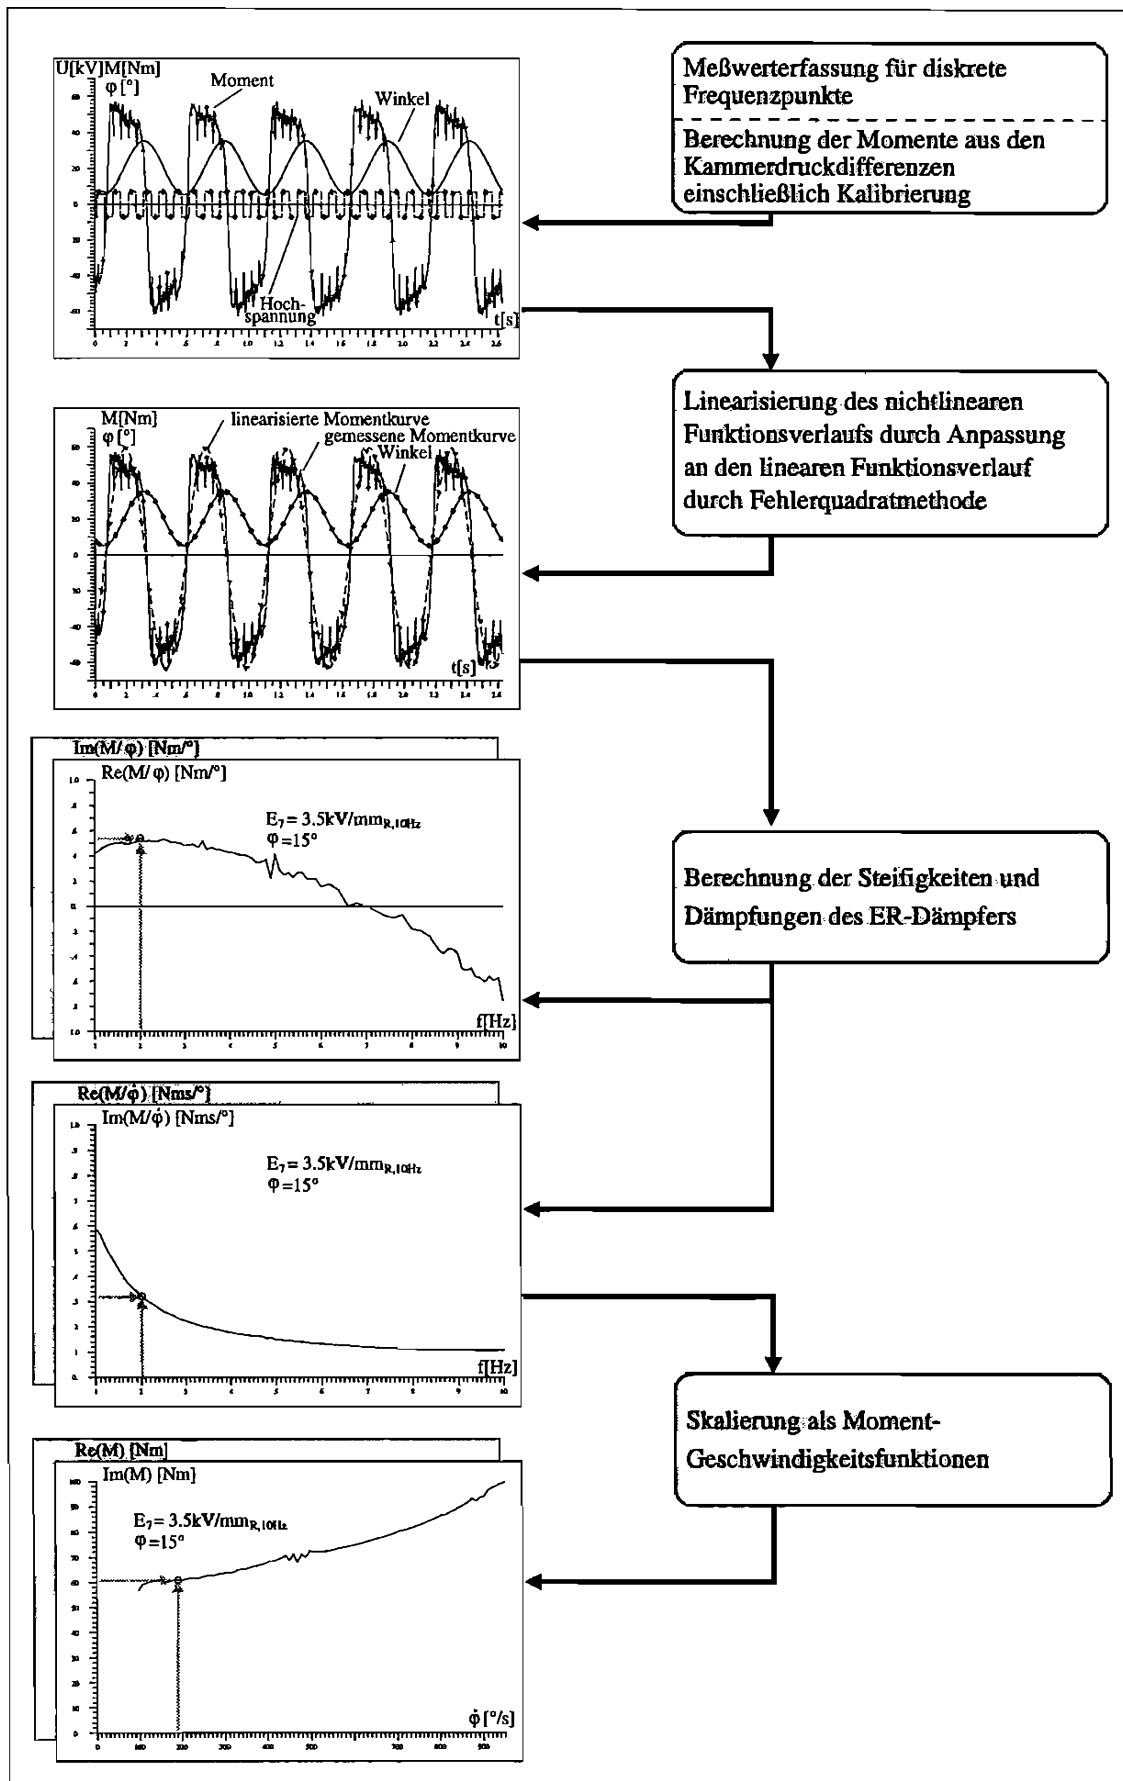 U[kV]M[Nm]
φ [°]
Moment
Winkel
Hoch-
spannung
t[s]
Meßwerterfassung für diskrete
Frequenzpunkte
Berechnung der Momente aus den
Kammerdruckdifferenzen
einschließlich Kalibrierung
M[Nm]
φ [°]
linearisierte Momentkurve
gemessene Momentkurve
Winkel
t[s]
Linearisierung des nichtlinearen
Funktionsverlaufs durch Anpassung
an den linearen Funktionsverlauf
durch Fehlerquadratmethode
Im(M/φ) [Nm/°]
Re(M/φ) [Nm/°]
E₇ = 3.5kV/mm_R,10Hz
φ=15°
f[Hz]
Berechnung der Steifigkeiten und
Dämpfungen des ER-Dämpfers
Re(M/φ̇) [Nms/°]
Im(M/φ̇) [Nms/°]
E₇ = 3.5kV/mm_R,10Hz
φ=15°
f[Hz]
Skalierung als Moment-
Geschwindigkeitsfunktionen
Re(M) [Nm]
Im(M) [Nm]
E₇ = 3.5kV/mm_R,10Hz
φ=15°
φ̇ [°/s]